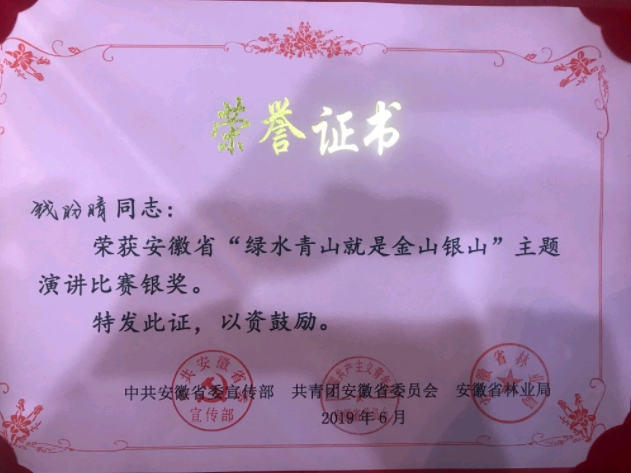 荣誉证书
钱盼晴同志：
荣获安徽省“绿水青山就是金山银山”主题
演讲比赛银奖。
特发此证，以资鼓励。
中共安徽省委宣传部 共青团安徽省委员会 安徽省林业局
2019年6月